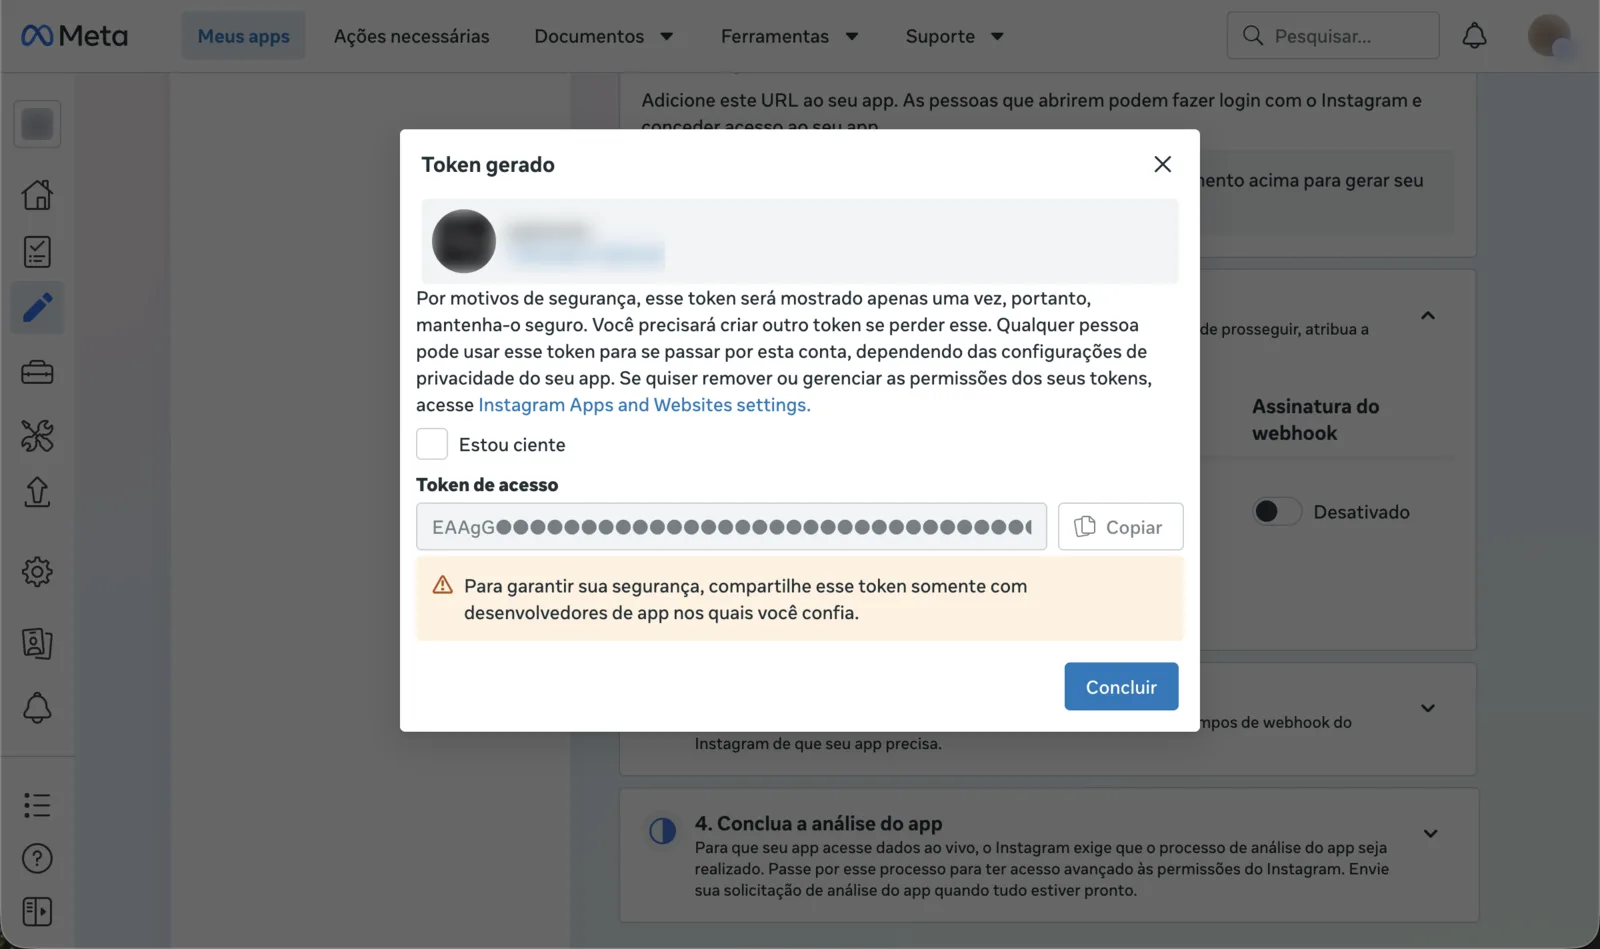 Meta
Meus apps
Ações necessárias
Documentos
Ferramentas
Suporte
Pesquisar...
Adicione este URL ao seu app. As pessoas que abrirem podem fazer login com o Instagram e
conceder acesso ao seu app
Token gerado
mento acima para gerar seu
Por motivos de segurança, esse token será mostrado apenas uma vez, portanto,
mantenha-o seguro. Você precisará criar outro token se perder esse. Qualquer pessoa
pode usar esse token para se passar por esta conta, dependendo das configurações de
privacidade do seu app. Se quiser remover ou gerenciar as permissões dos seus tokens,
acesse Instagram Apps and Websites settings.
de prosseguir, atribua a
Estou ciente
Assinatura do
webhook
Token de acesso
EAAgG●●●●●●●●●●●●●●●●●●●●●●●●●●●●●●●●
Copiar
Desativado
Para garantir sua segurança, compartilhe esse token somente com
desenvolvedores de app nos quais você confia.
Concluir
mpos de webhook do
Instagram de que seu app precisa.
4. Conclua a análise do app
Para que seu app acesse dados ao vivo, o Instagram exige que o processo de análise do app seja
realizado. Passe por esse processo para ter acesso avançado às permissões do Instagram. Envie
sua solicitação de análise do app quando tudo estiver pronto.